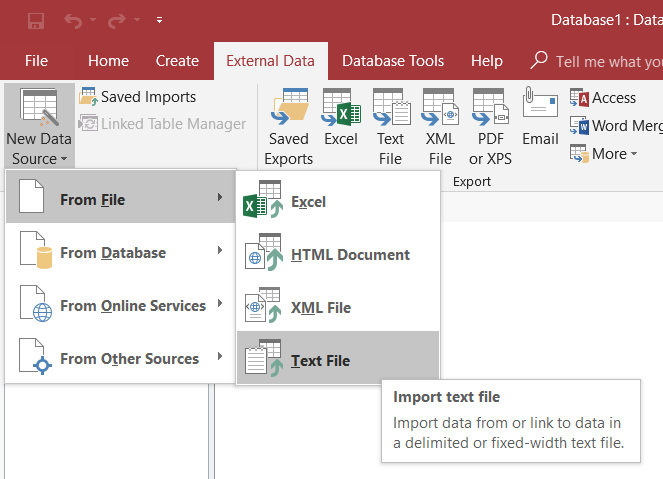 Database1 : Data
File Home Create External Data Database Tools Help Tell me what you
New Data
Source
Saved Imports
Linked Table Manager
Saved
Exports
Excel
Text
File
XML
File
PDF
or XPS
Email
Access
Word Merg
More
Export
From File
From Database
From Online Services
From Other Sources
Excel
HTML Document
XML File
Text File
Import text file
Import data from or link to data in
a delimited or fixed-width text file.